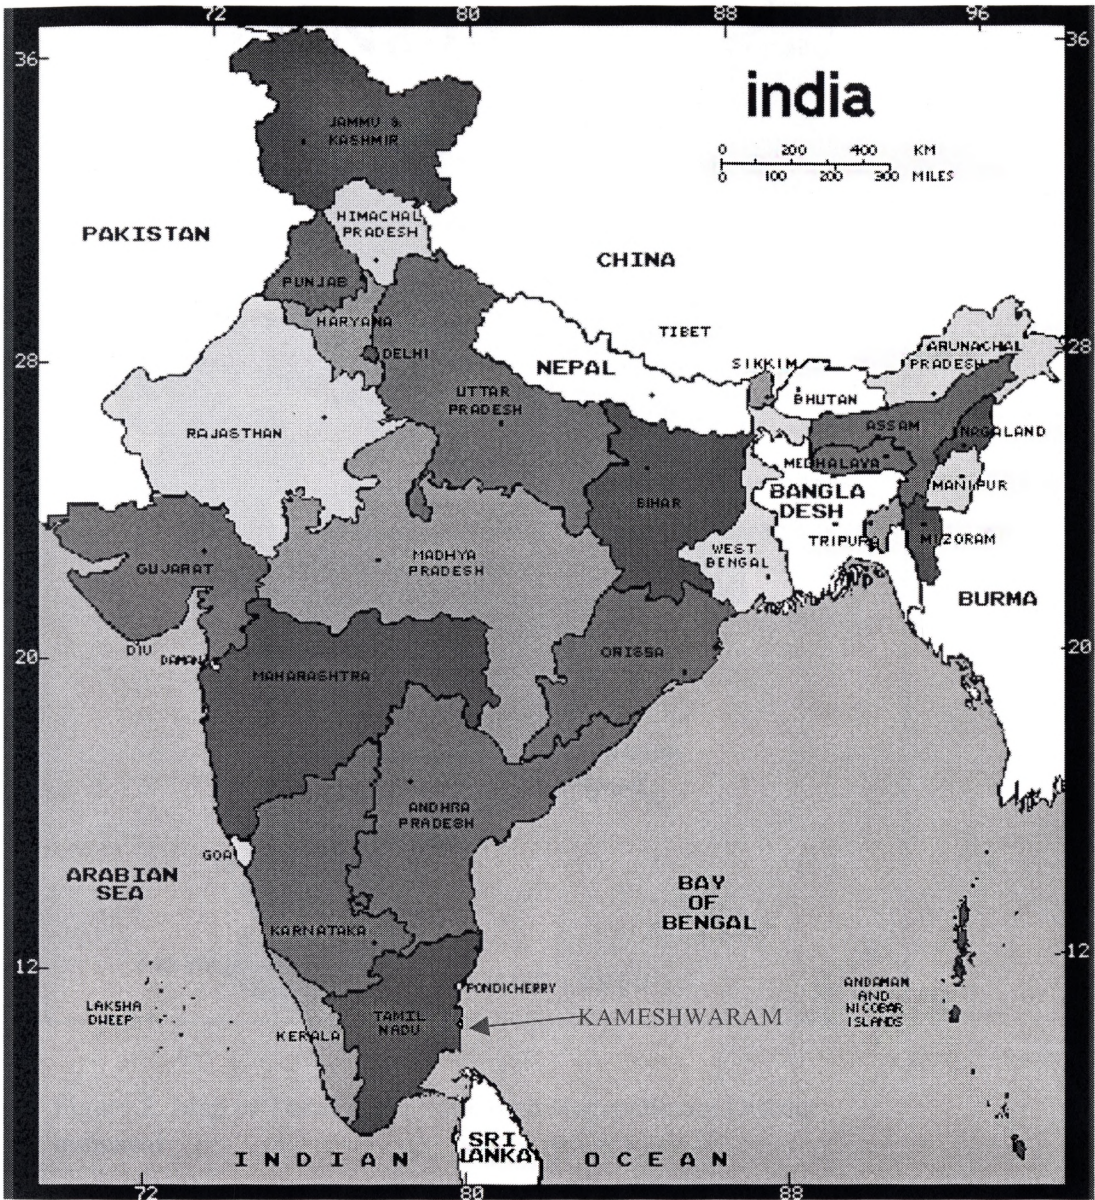 72 80 88 96
36 36
india
0 200 400 KM
0 100 200 300 MILES
JAMMU &
KASHMIR
HIMACHAL
PRADESH
PAKISTAN
CHINA
PUNJAB
HARYANA
TIBET
DELHI
28 28
NEPAL
SIKKIM
ARUNACHAL
PRADESH
BHUTAN
UTTAR
PRADESH
RAJASTHAN
ASSAM
NAGALAND
MEGHALAYA
MANIPUR
BIHAR
BANGLA
DESH
TRIPURA
MIZORAM
GUJARAT
MADHYA
PRADESH
WEST
BENGAL
BURMA
DIU
DAMAN
20 20
MAHARASHTRA
ORISSA
ANDHRA
PRADESH
GOA
ARABIAN
SEA
BAY
OF
BENGAL
KARNATAKA
12 12
LAKSHA
DWEEP
PONDICHERRY
ANDAMAN
AND
NICOBAR
ISLANDS
TAMIL
NADU
KAMESHWARAM
KERALA
SRI
LANKA
INDIAN OCEAN
72 80 88